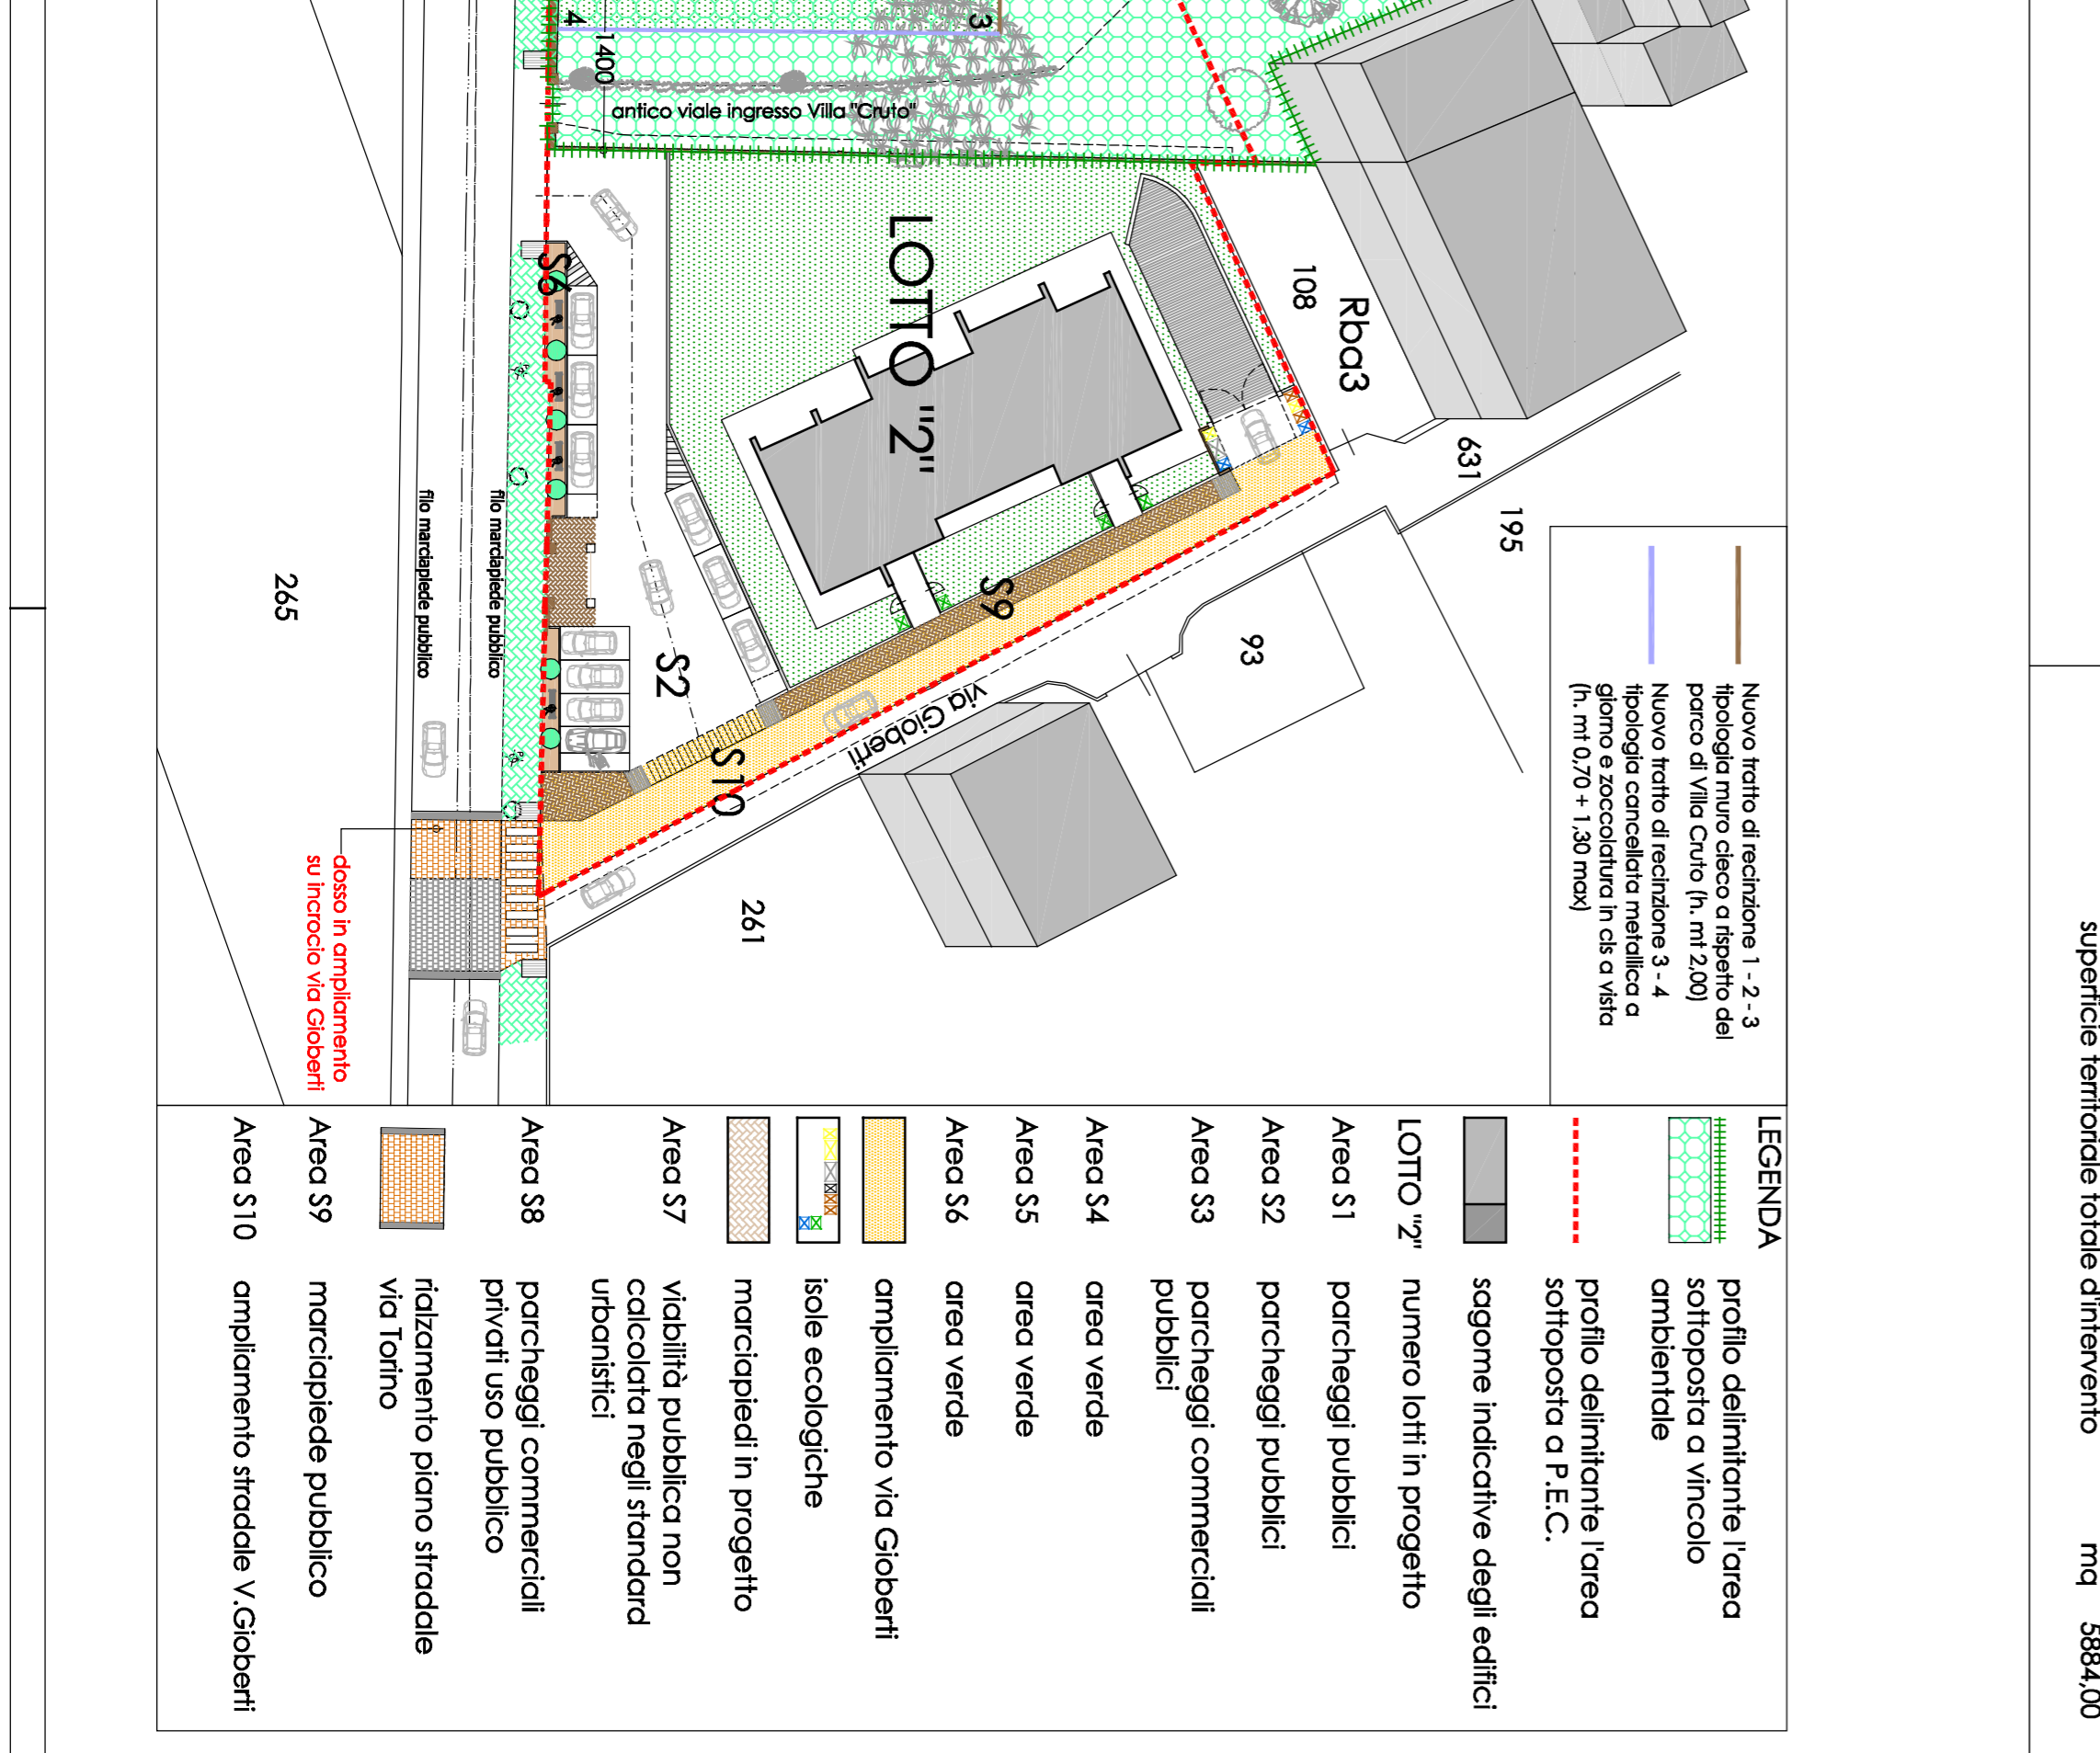 superficie territoriale totale d'intervento mq 5884,00
Nuovo tratto di recinzione 1 - 2 - 3
tipologia muro cieco a rispetto del
parco di Villa Cruto (h. mt 2,00)
Nuovo tratto di recinzione 3 - 4
tipologia cancellata metallica a
giorno e zoccolatura in cls a vista
(h. mt 0,70 + 1,30 max)
195
631
Rba3
108
93
3
LOTTO "2"
S9
via Gioberti
261
S10
S2
antico viale ingresso Villa "Cruto"
1400
4
S6
filo marciapiede pubblico
filo marciapiede pubblico
dosso in ampliamento
su incrocio via Gioberti
265
LEGENDA
profilo delimitante l'area
sottoposta a vincolo
ambientale
profilo delimitante l'area
sottoposta a P.E.C.
sagome indicative degli edifici
LOTTO "2" numero lotti in progetto
Area S1 parcheggi pubblici
Area S2 parcheggi pubblici
Area S3 parcheggi commerciali
pubblici
Area S4 area verde
Area S5 area verde
Area S6 area verde
ampliamento via Gioberti
isole ecologiche
marciapiedi in progetto
Area S7 viabilità pubblica non
calcolata negli standard
urbanistici
Area S8 parcheggi commerciali
privati uso pubblico
rialzamento piano stradale
via Torino
Area S9 marciapiede pubblico
Area S10 ampliamento stradale V.Gioberti